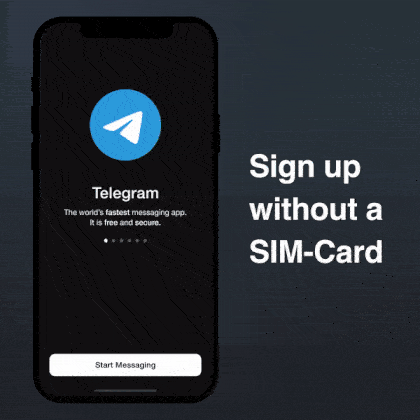 Telegram
The world's fastest messaging app.
It is free and secure.
Start Messaging
Sign up
without a
SIM-Card